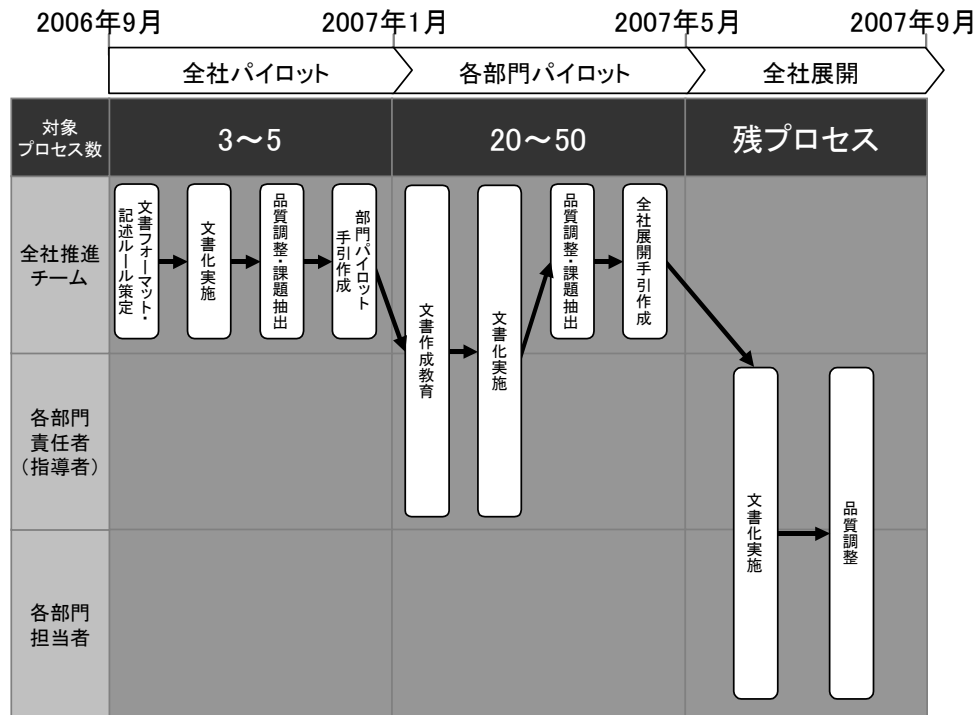 2006年9月
2007年1月
2007年5月
2007年9月
全社パイロット
各部門パイロット
全社展開
対象
プロセス数
3～5
20～50
残プロセス
全社推進
チーム
文書フォーマット・
記述ルール策定
文書化実施
品質調整・課題抽出
部門パイロット
手引作成
文書作成教育
文書化実施
品質調整・課題抽出
全社展開手引作成
各部門
責任者
（指導者）
文書化実施
品質調整
各部門
担当者